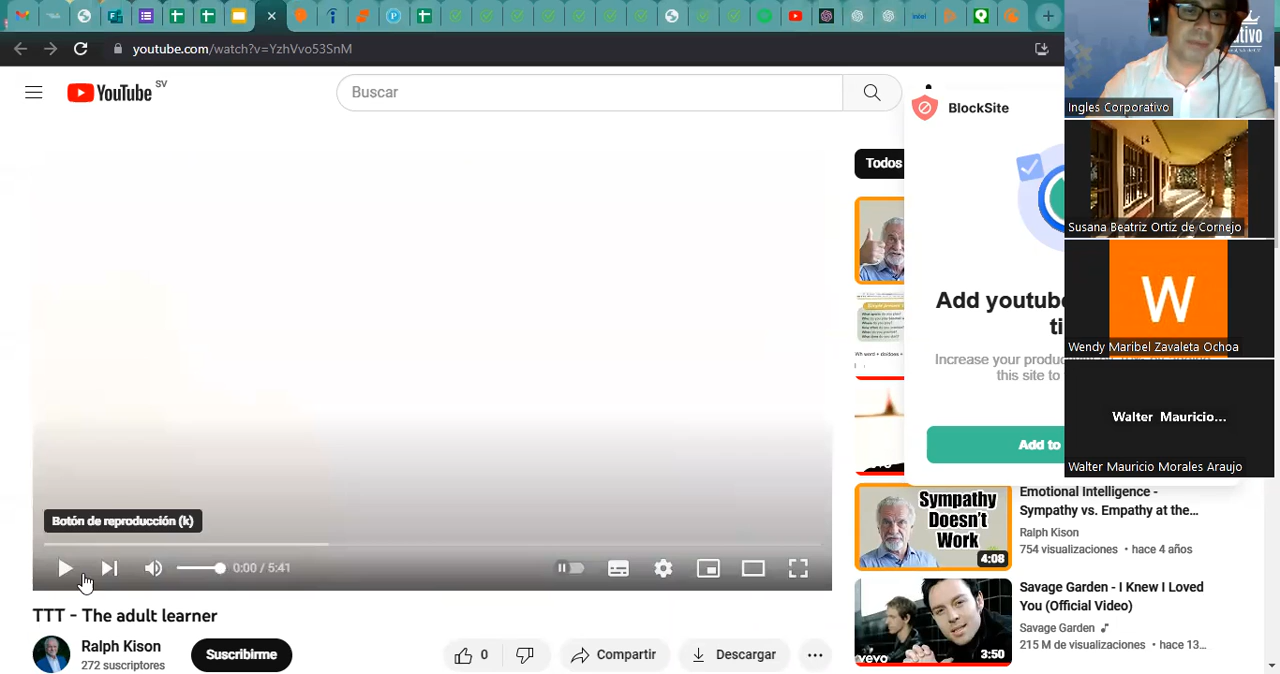 youtube.com/watch?v=YzhVvo53SnM
YouTube SV
Buscar
BlockSite
Todos
Add youtube
ti
Increase your produc
this site to
Add to
Ingles Corporativo
Susana Beatriz Ortiz de Cornejo
W
Wendy Maribel Zavaleta Ochoa
Walter Mauricio...
Walter Mauricio Morales Araujo
Botón de reproducción (k)
0:00 / 5:41
TTT - The adult learner
Ralph Kison
272 suscriptores
Suscribirme
0
Compartir
Descargar
Sympathy
Doesn't
Work
4:08
Emotional Intelligence -
Sympathy vs. Empathy at the...
Ralph Kison
754 visualizaciones • hace 4 años
vevo
3:50
Savage Garden - I Knew I Loved
You (Official Video)
Savage Garden
215 M de visualizaciones • hace 13...